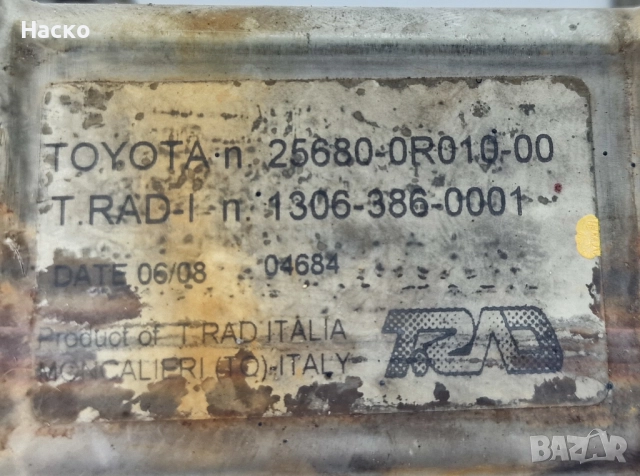 Наско
TOYOTA n. 25680-0R010-00
T.RAD-I n. 1306-386-0001
DATE 06/08 04684
Product of T.RAD ITALIA
MONCALIERI (TO)-ITALY
T.RAD
BAZAR